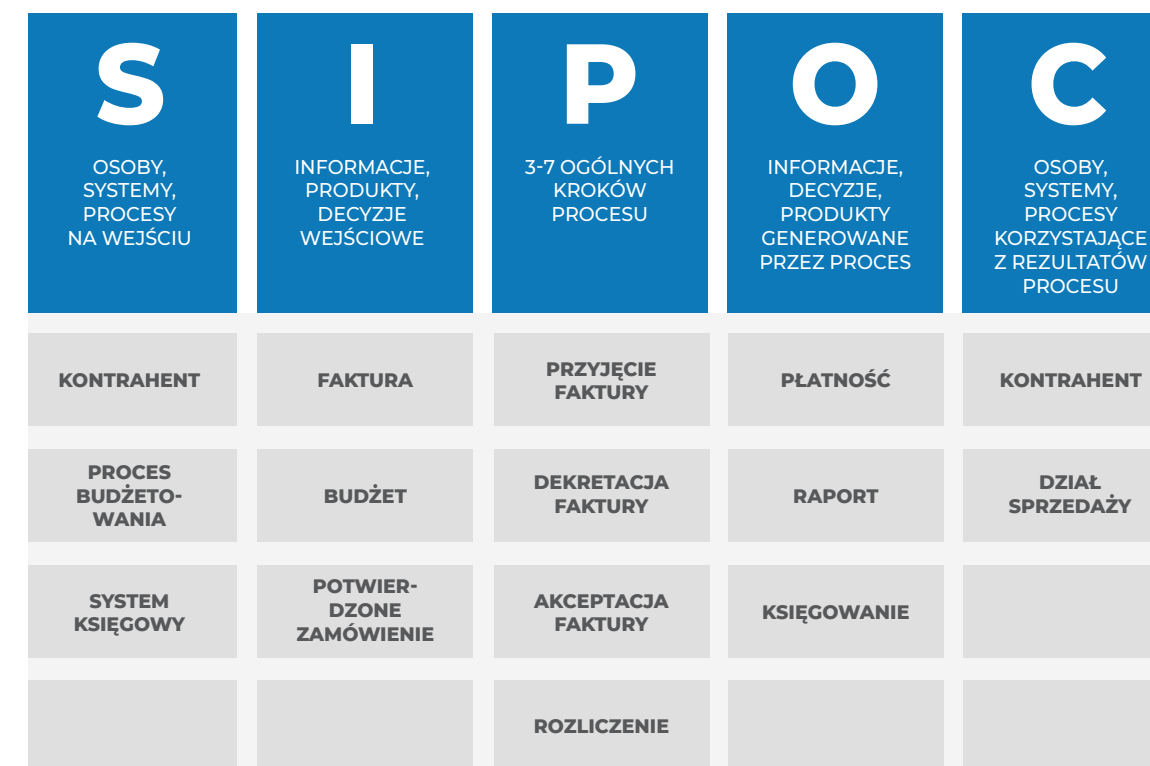 S
OSOBY,
SYSTEMY,
PROCESY
NA WEJŚCIU
I
INFORMACJE,
PRODUKTY,
DECYZJE
WEJŚCIOWE
P
3-7 OGÓLNYCH
KROKÓW
PROCESU
O
INFORMACJE,
DECYZJE,
PRODUKTY
GENEROWANE
PRZEZ PROCES
C
OSOBY,
SYSTEMY,
PROCESY
KORZYSTAJĄCE
Z REZULTATÓW
PROCESU
KONTRAHENT
FAKTURA
PRZYJĘCIE
FAKTURY
PŁATNOŚĆ
KONTRAHENT
PROCES
BUDŻETO-
WANIA
BUDŻET
DEKRETACJA
FAKTURY
RAPORT
DZIAŁ
SPRZEDAŻY
SYSTEM
KSIĘGOWY
POTWIER-
DZONE
ZAMÓWIENIE
AKCEPTACJA
FAKTURY
KSIĘGOWANIE
ROZLICZENIE